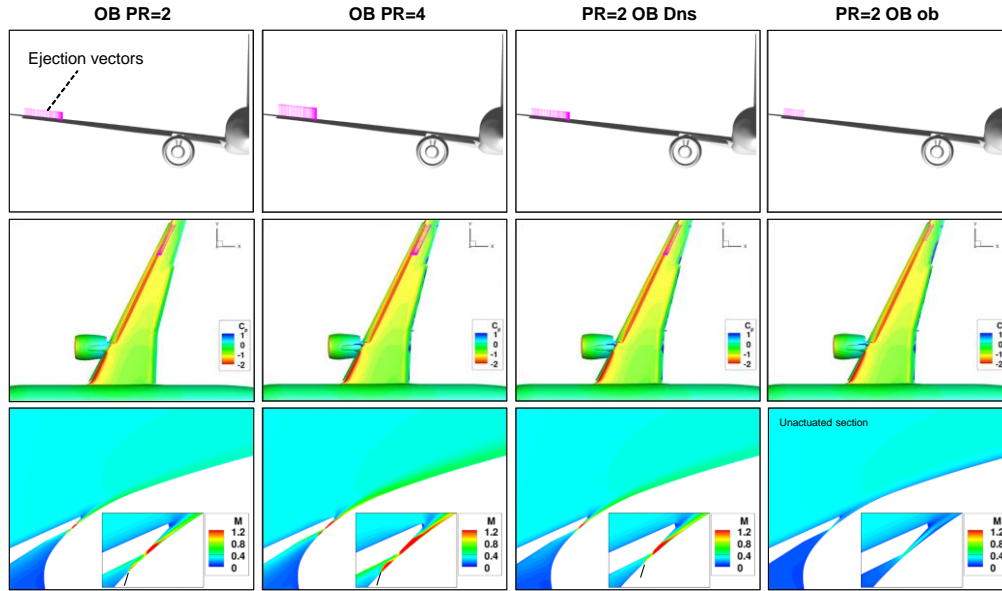 OB PR=2
OB PR=4
PR=2 OB Dns
PR=2 OB ob
Ejection vectors
Y
X
Y
X
Y
X
Y
X
Cp
1
0
-1
-2
Cp
1
0
-1
-2
Cp
1
0
-1
-2
Cp
1
0
-1
-2
Unactuated section
M
1.2
0.8
0.4
0
M
1.2
0.8
0.4
0
M
1.2
0.8
0.4
0
M
1.2
0.8
0.4
0